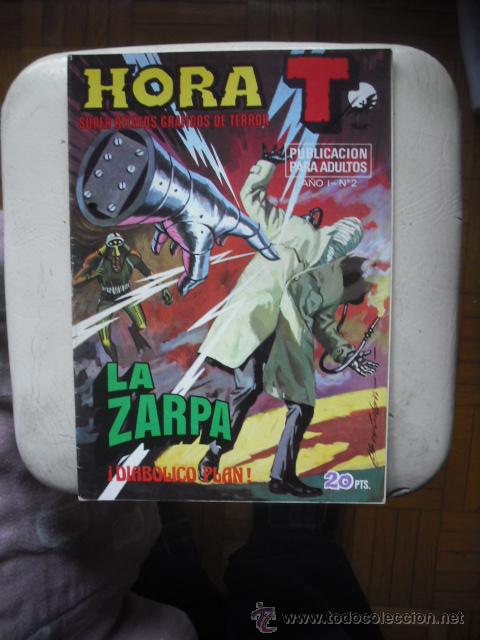 HORA T
SUPER RELATOS GRAFICOS DE TERROR
PUBLICACION
PARA ADULTOS
AÑO I - Nº 2
LA
ZARPA
¡DIABOLICO PLAN!
20 PTS.
todocoleccion
www.todocoleccion.net